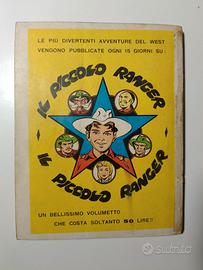 LE PIÙ DIVERTENTI AVVENTURE DEL WEST
VENGONO PUBBLICATE OGNI 15 GIORNI SU:
IL PICCOLO RANGER
IL PICCOLO RANGER
UN BELLISSIMO VOLUMETTO
CHE COSTA SOLTANTO 50 LIRE!!
subito.it